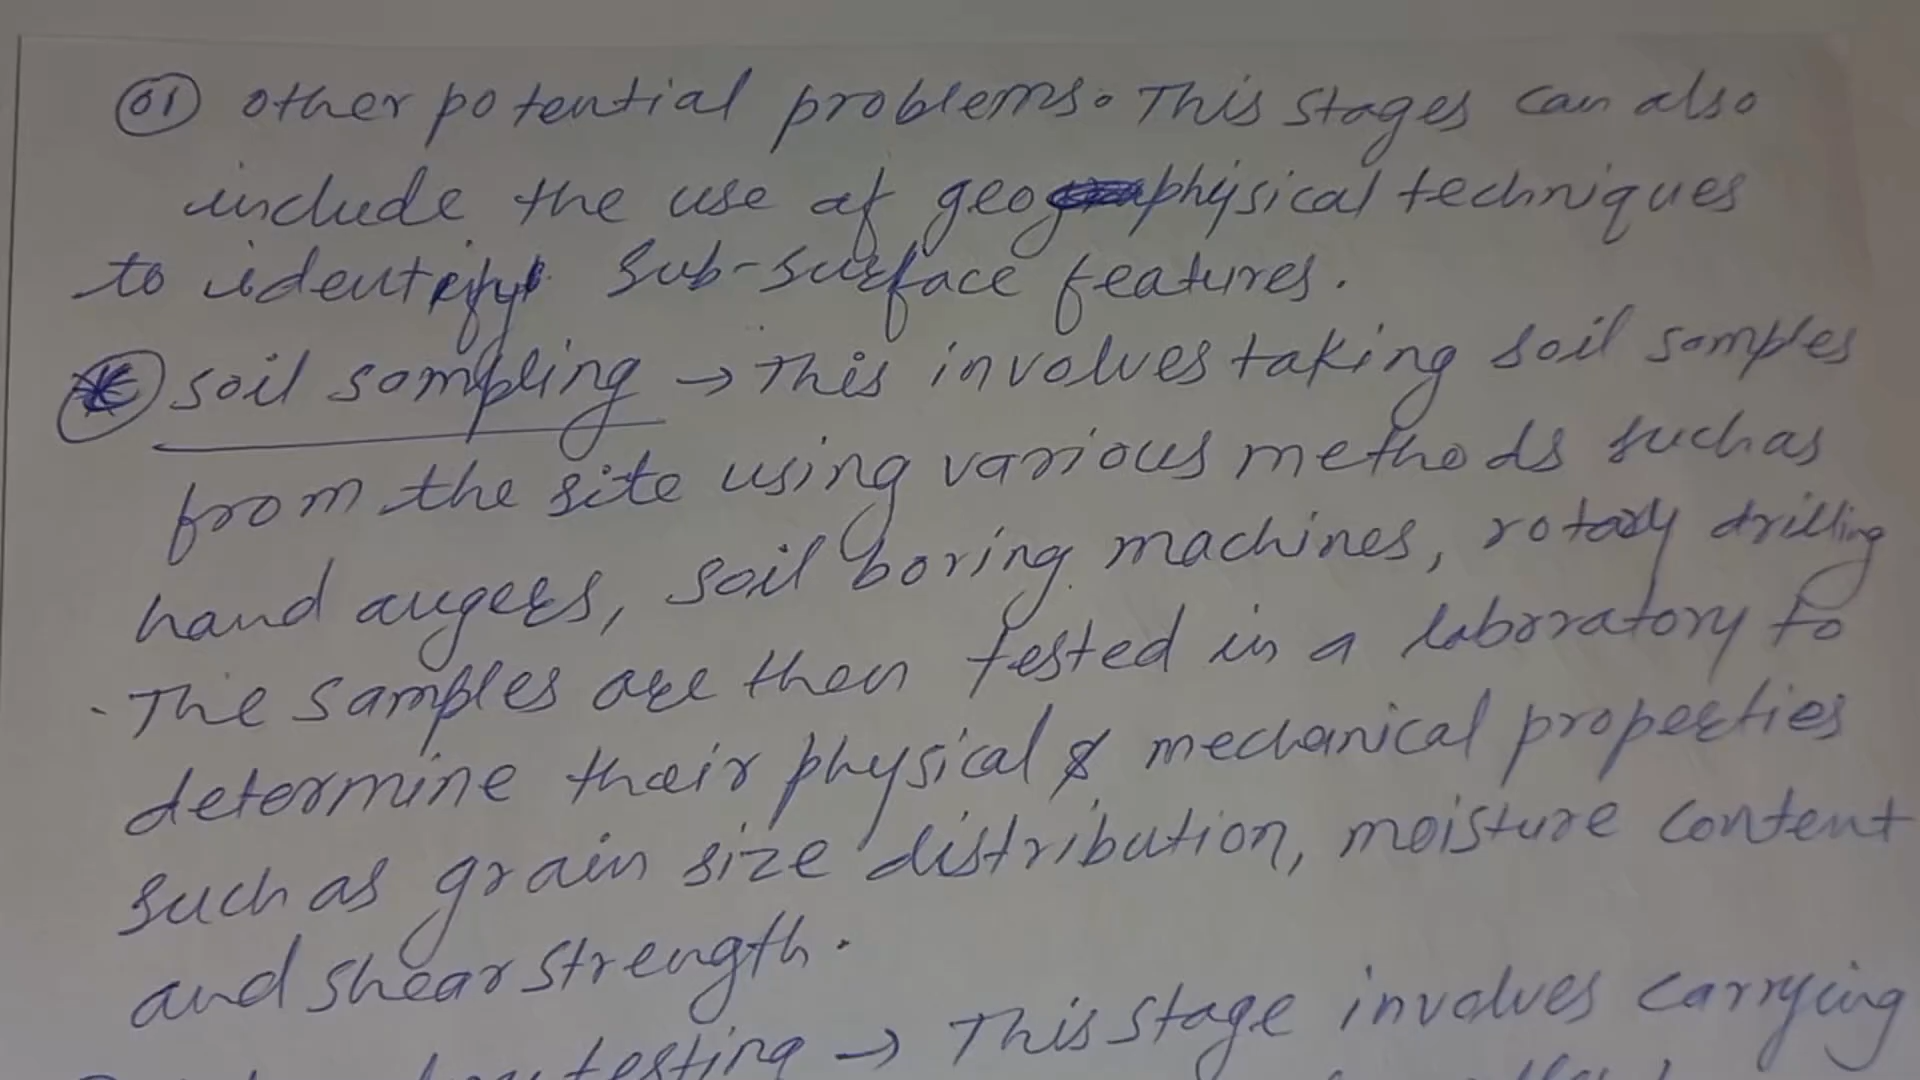 01 other potential problems. This stages can also
include the use of geophysical techniques
to identify sub-surface features.
soil sampling → This involves taking soil samples
from the site using various methods such as
hand augers, soil boring machines, rotary drilling
. The samples are then tested in a laboratory to
determine their physical & mechanical properties
such as grain size distribution, moisture content
and shear strength.
testing → This stage involves carrying